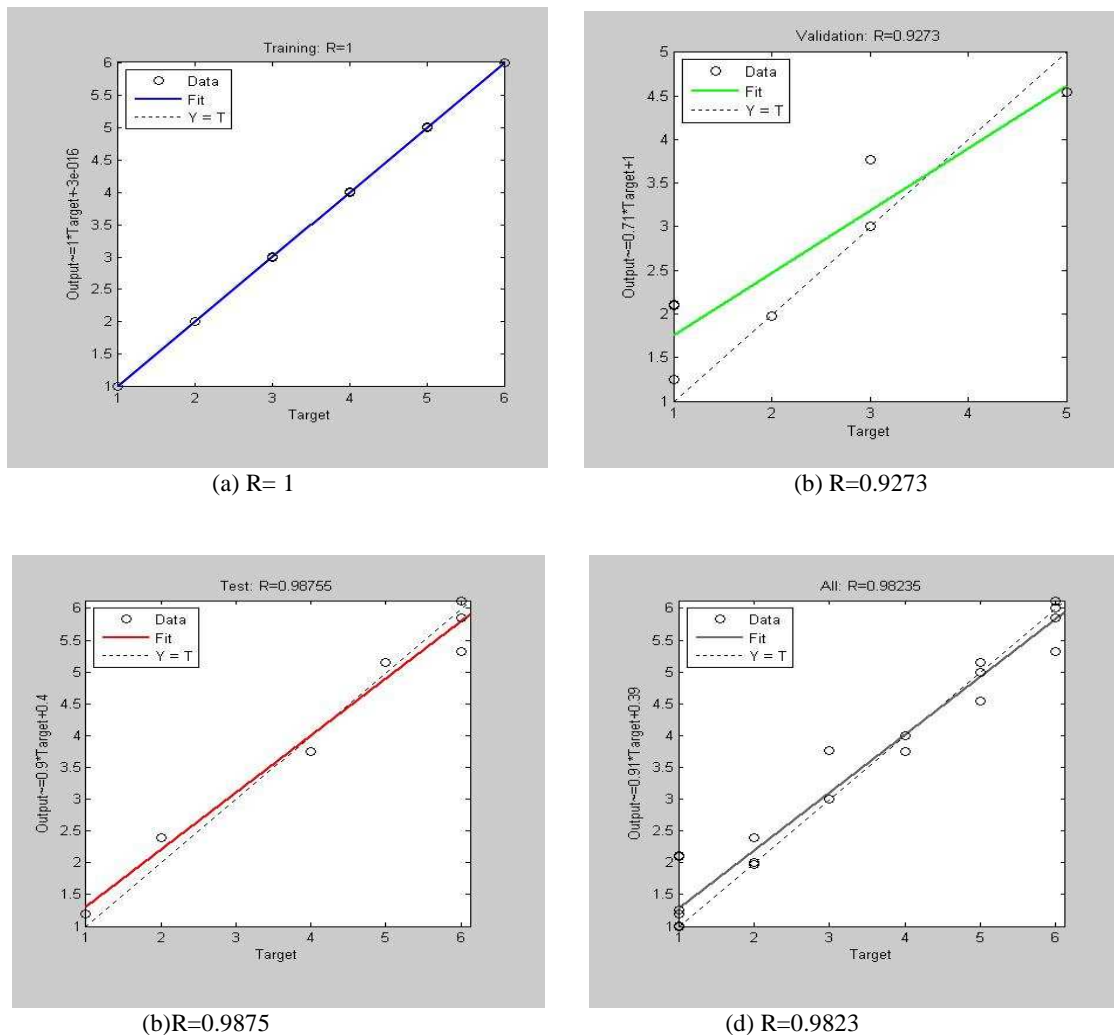 Training: R=1
Data
Fit
Y = T
6
5.5
5
4.5
4
3.5
3
2.5
2
1.5
1
1 2 3 4 5 6
Target
Output~=1*Target+-3e-016
(a) R= 1
Validation: R=0.9273
Data
Fit
Y = T
5
4.5
4
3.5
3
2.5
2
1.5
1
1 2 3 4 5
Target
Output~=0.71*Target+1
(b) R=0.9273
Test: R=0.98755
Data
Fit
Y = T
6
5.5
5
4.5
4
3.5
3
2.5
2
1.5
1
1 2 3 4 5 6
Target
Output~=0.9*Target+0.4
(b)R=0.9875
All: R=0.98235
Data
Fit
Y = T
6
5.5
5
4.5
4
3.5
3
2.5
2
1.5
1
1 2 3 4 5 6
Target
Output~=0.91*Target+0.39
(d) R=0.9823